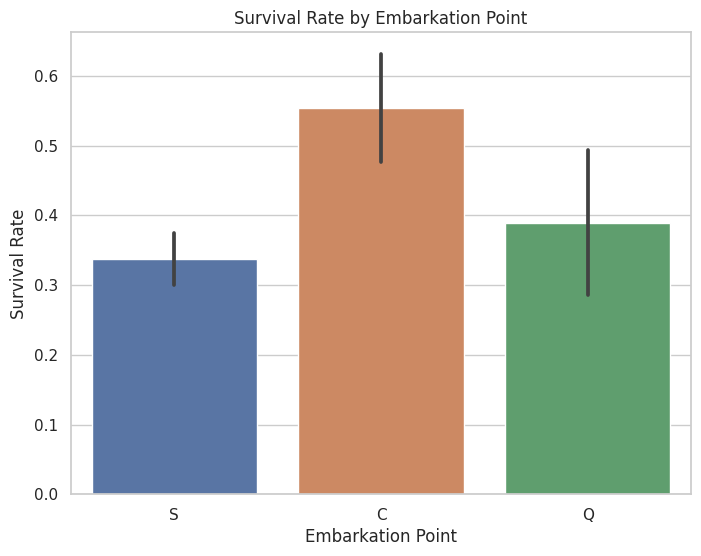 Survival Rate by Embarkation Point
Survival Rate
0.6
0.5
0.4
0.3
0.2
0.1
0.0
S
C
Q
Embarkation Point